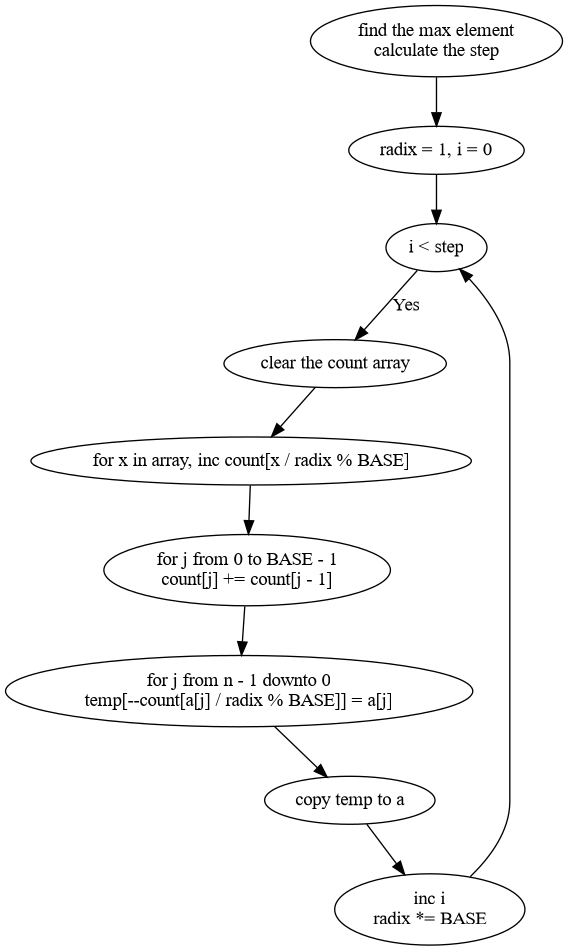 find the max element
calculate the step
radix = 1, i = 0
i < step
Yes
clear the count array
for x in array, inc count[x / radix % BASE]
for j from 0 to BASE - 1
count[j] += count[j - 1]
for j from n - 1 downto 0
temp[--count[a[j] / radix % BASE]] = a[j]
copy temp to a
inc i
radix *= BASE